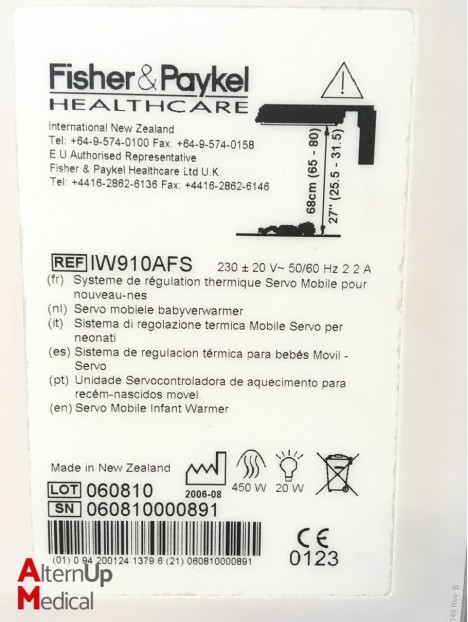 Fisher & Paykel
HEALTHCARE
International New Zealand
Tel: +64-9-574-0100 Fax: +64-9-574-0158
E.U Authorised Representative
Fisher & Paykel Healthcare Ltd U.K.
Tel: +4416-2862-6136 Fax: +4416-2862-6146
68cm (65 - 80)
27" (25.5 - 31.5)
REF IW910AFS 230 ± 20 V~ 50/60 Hz 2.2 A
(fr) Systeme de régulation thermique Servo Mobile pour
nouveau-nes
(nl) Servo mobiele babyverwarmer
(it) Sistema di regolazione termica Mobile Servo per
neonati
(es) Sistema de regulacion térmica para bebés Movil -
Servo
(pt) Unidade Servocontroladora de aquecimento para
recém-nascidos movel
(en) Servo Mobile Infant Warmer
Made in New Zealand
2006-08
450 W
20 W
LOT 060810
SN 060810000891
(01) 0 94 200124 1379 6 (21) 060810000891
CE
0123
AlternUp
Medical